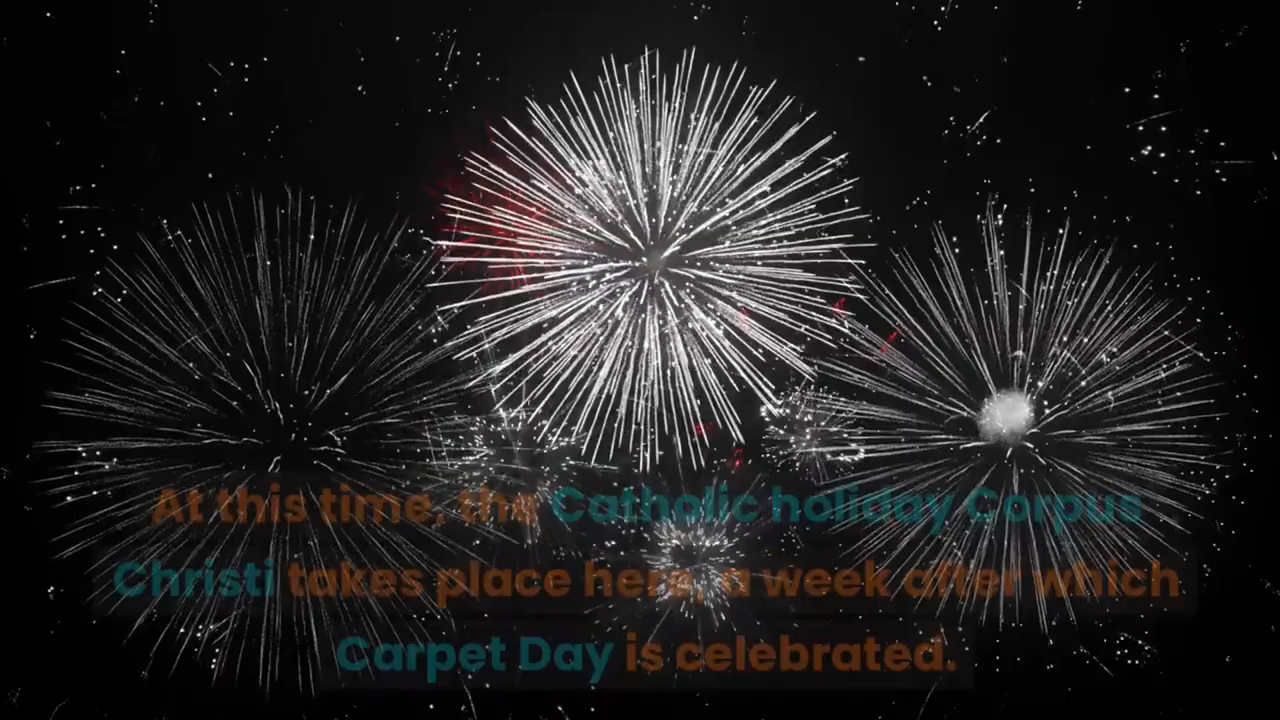 At this time, the Catholic holiday Corpus
Christi takes place here, a week after which
Carpet Day is celebrated.